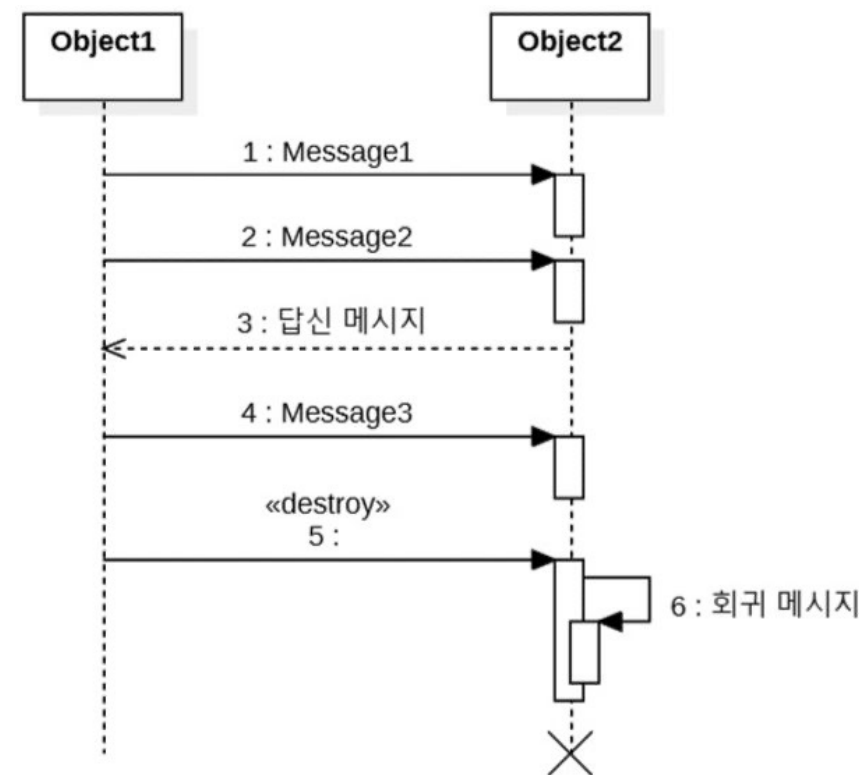 Object1
Object2
1 : Message1
2 : Message2
3 : 답신 메시지
4 : Message3
«destroy»
5 :
6 : 회귀 메시지